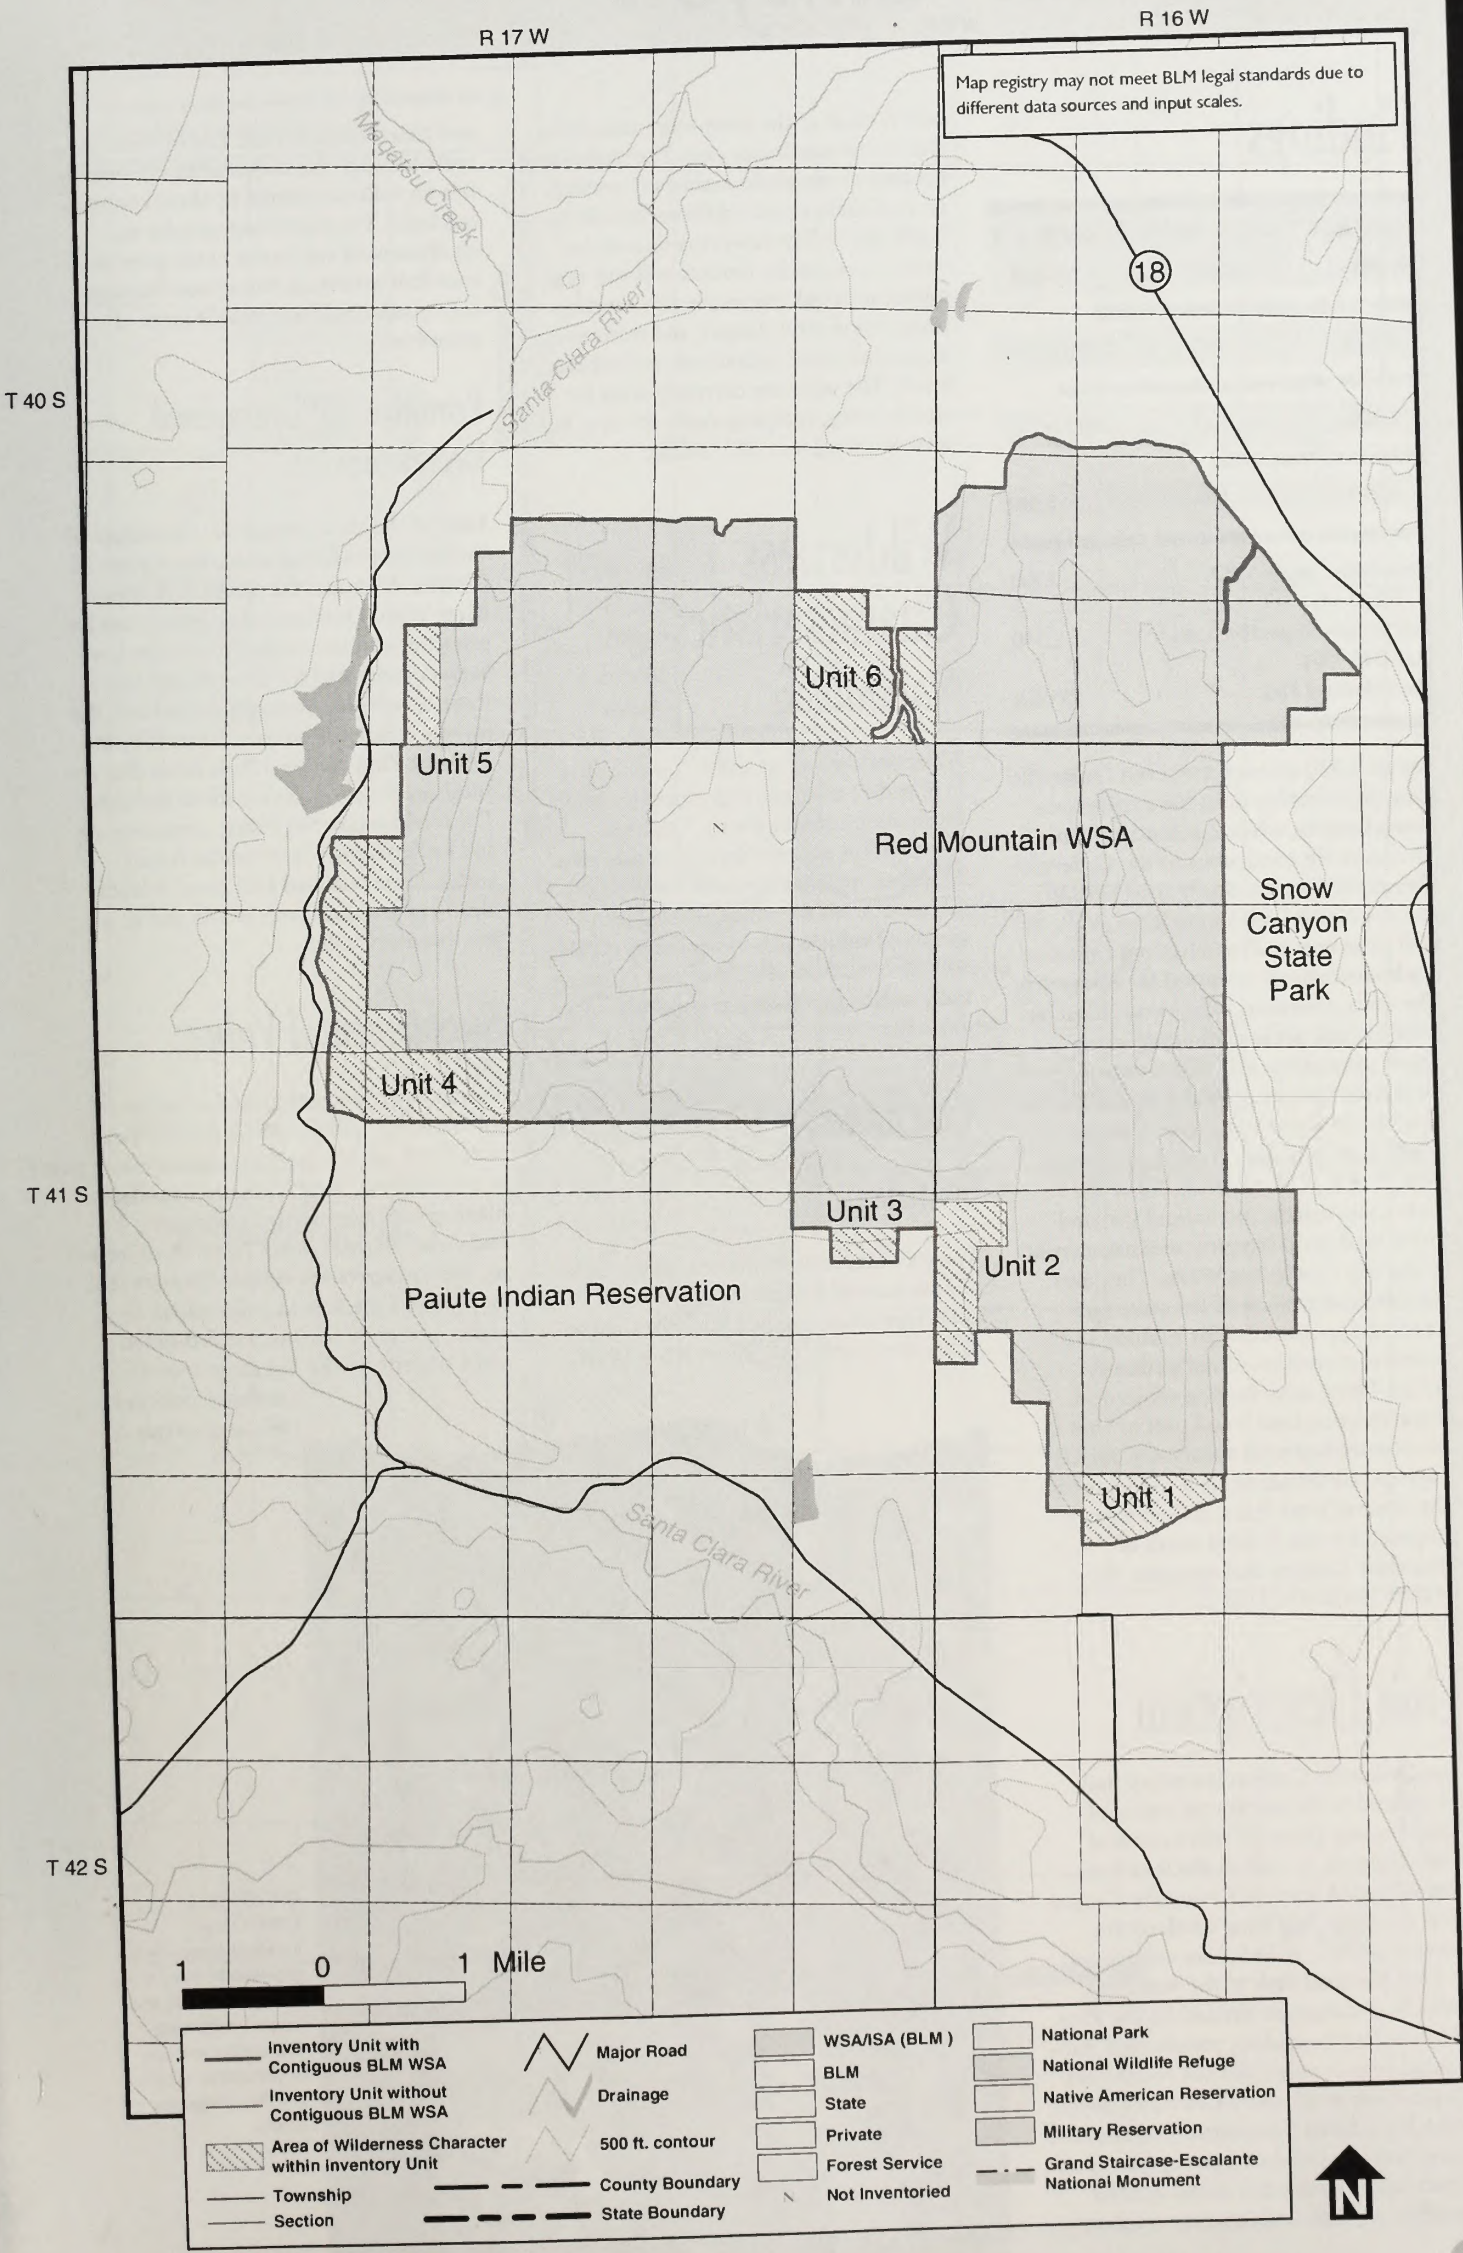 R 17 W
R 16 W
Map registry may not meet BLM legal standards due to
different data sources and input scales.
Magatsu Creek
18
Santa Clara River
T 40 S
Unit 6
Unit 5
Red Mountain WSA
Snow
Canyon
State
Park
Unit 4
T 41 S
Unit 3
Unit 2
Paiute Indian Reservation
Unit 1
Santa Clara River
T 42 S
1 0 1 Mile
Inventory Unit with
Contiguous BLM WSA
Inventory Unit without
Contiguous BLM WSA
Area of Wilderness Character
within Inventory Unit
Township
Section
Major Road
Drainage
500 ft. contour
County Boundary
State Boundary
WSA/ISA (BLM )
BLM
State
Private
Forest Service
Not Inventoried
National Park
National Wildlife Refuge
Native American Reservation
Military Reservation
Grand Staircase-Escalante
National Monument
N